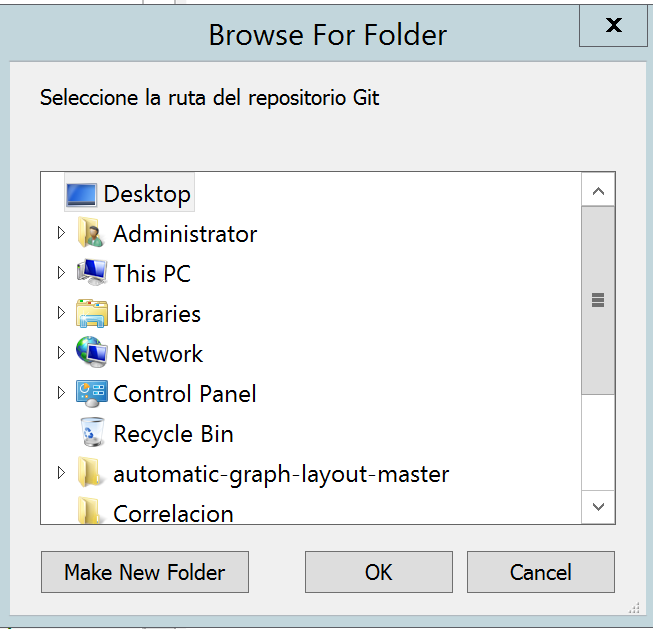 Browse For Folder
x
Seleccione la ruta del repositorio Git
Desktop
Administrator
This PC
Libraries
Network
Control Panel
Recycle Bin
automatic-graph-layout-master
Correlacion
Make New Folder
OK
Cancel